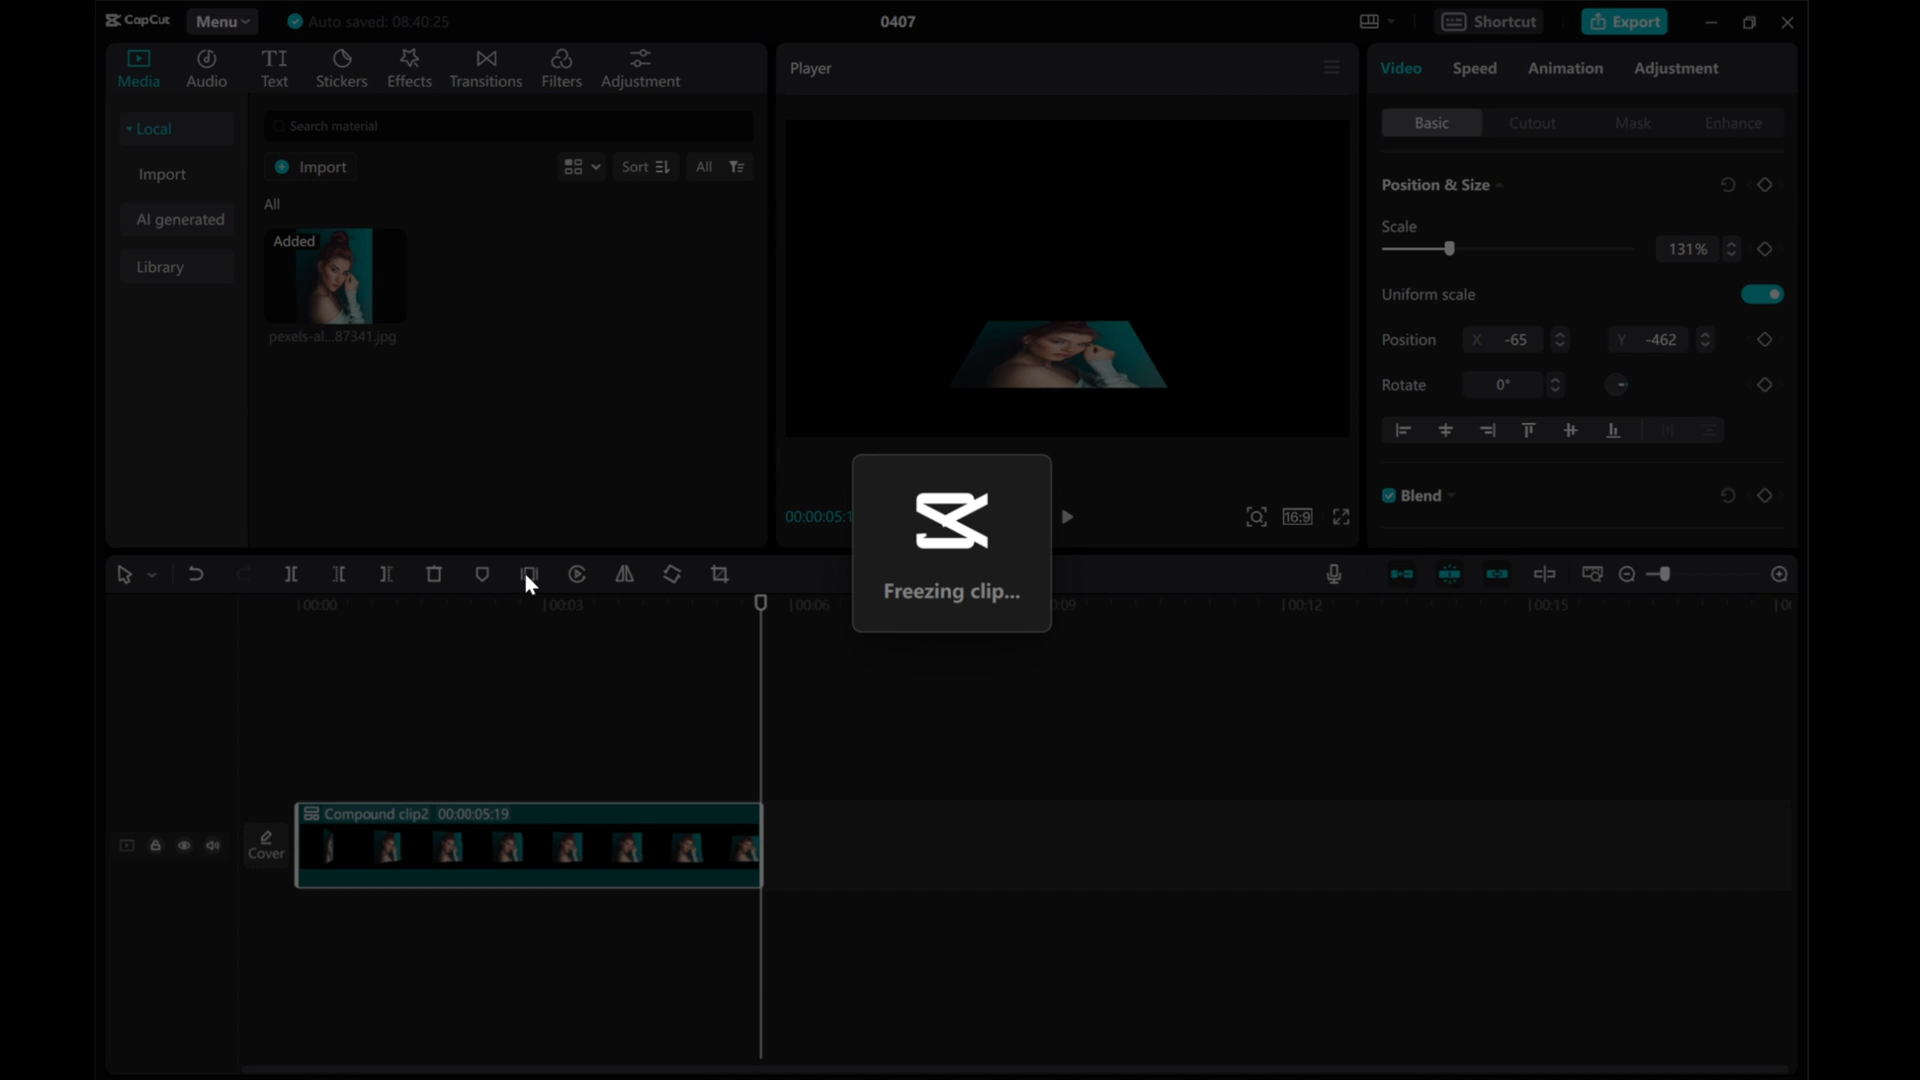 CapCut
Menu
Auto saved: 08:40:25
0407
Shortcut
Export
Media
Audio
TI
Text
Stickers
Effects
Transitions
Filters
Adjustment
Player
Video
Speed
Animation
Adjustment
Local
Import
AI generated
Library
Search material
Import
Sort
All
All
Added
pexels-al...87341.jpg
Basic
Cutout
Mask
Enhance
Position & Size
Scale
131%
Uniform scale
Position
X -65
Y -462
Rotate
0°
Blend
00:00:05:1
16:9
Freezing clip...
00:00
00:03
00:06
:09
00:12
00:15
Compound clip2 00:00:05:19
Cover